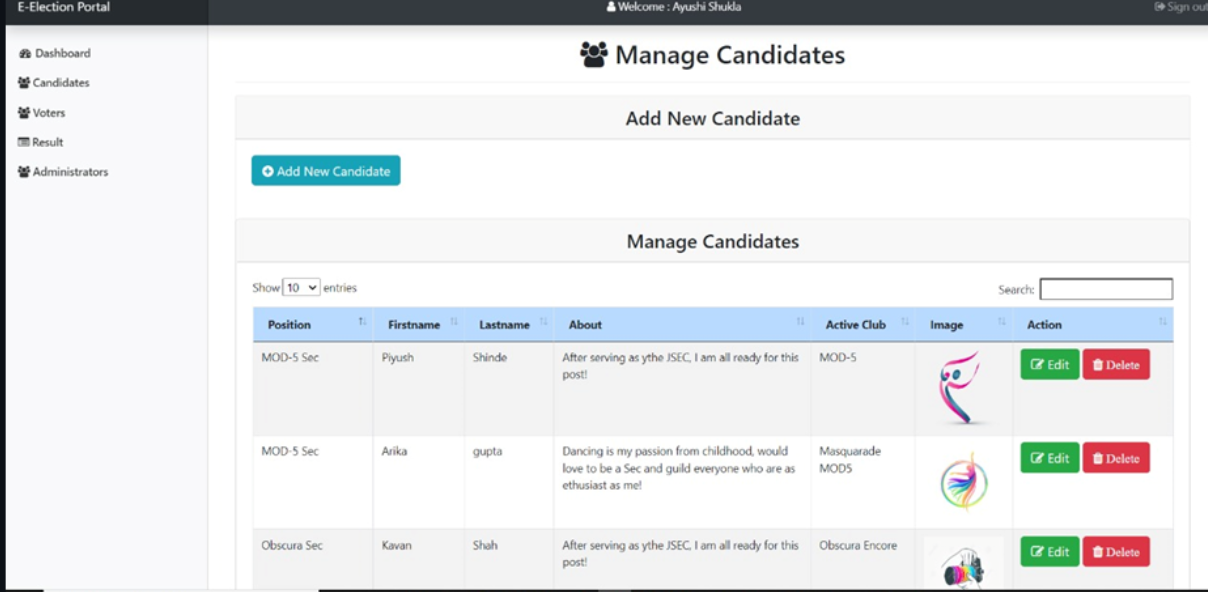 E-Election Portal
Welcome : Ayushi Shukla
Sign out
Dashboard
Candidates
Voters
Result
Administrators
Manage Candidates
Add New Candidate
Add New Candidate
Manage Candidates
Show 10 entries
Search:
Position Firstname Lastname About Active Club Image Action
MOD-5 Sec Piyush Shinde After serving as ythe JSEC, I am all ready for this MOD-5 Edit Delete
post!
MOD-5 Sec Arika gupta Dancing is my passion from childhood, would Masquarade Edit Delete
love to be a Sec and guild everyone who are as MOD5
ethusiast as me!
Obscura Sec Kavan Shah After serving as ythe JSEC, I am all ready for this Obscura Encore Edit Delete
post!